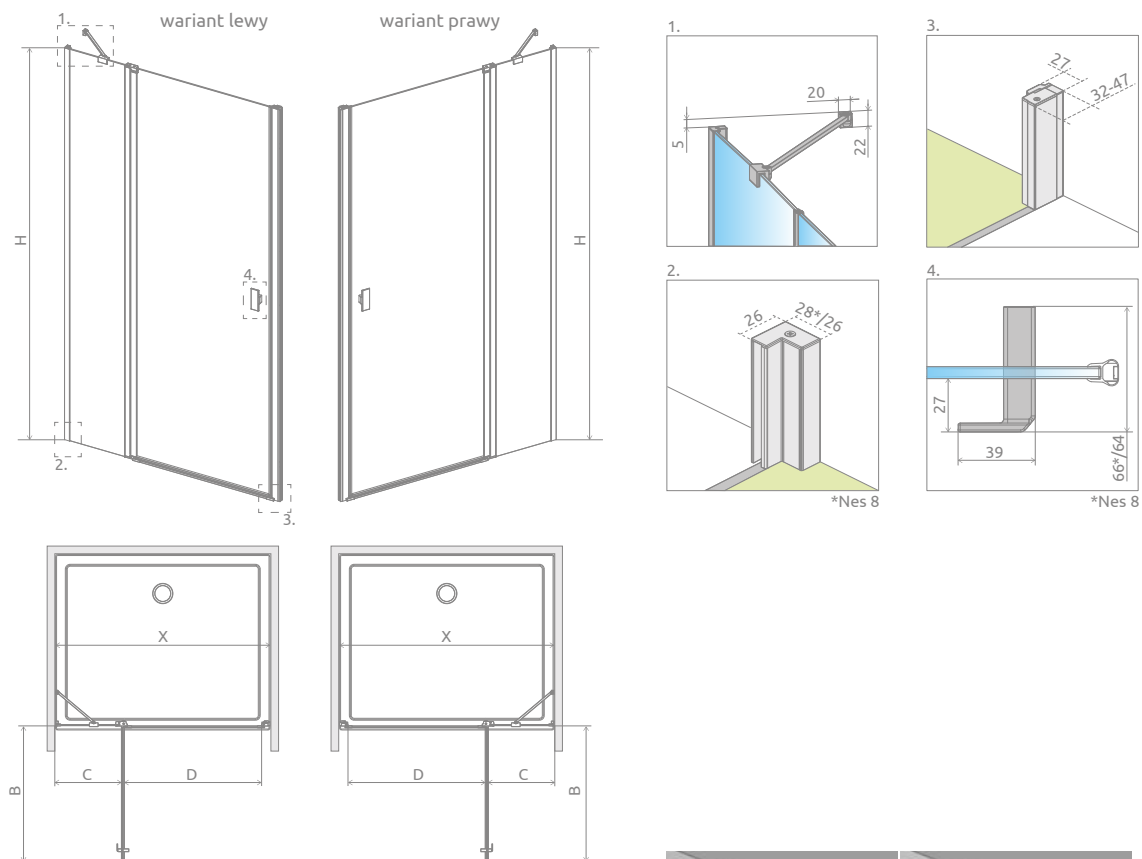 wariant lewy
wariant prawy
1.
H
4.
2.
3.
H
1.
20
5
22
3.
27
32-47
2.
26
28*/26
*Nes 8
4.
27
39
66*/64
*Nes 8
X
C
D
B
X
D
C
B